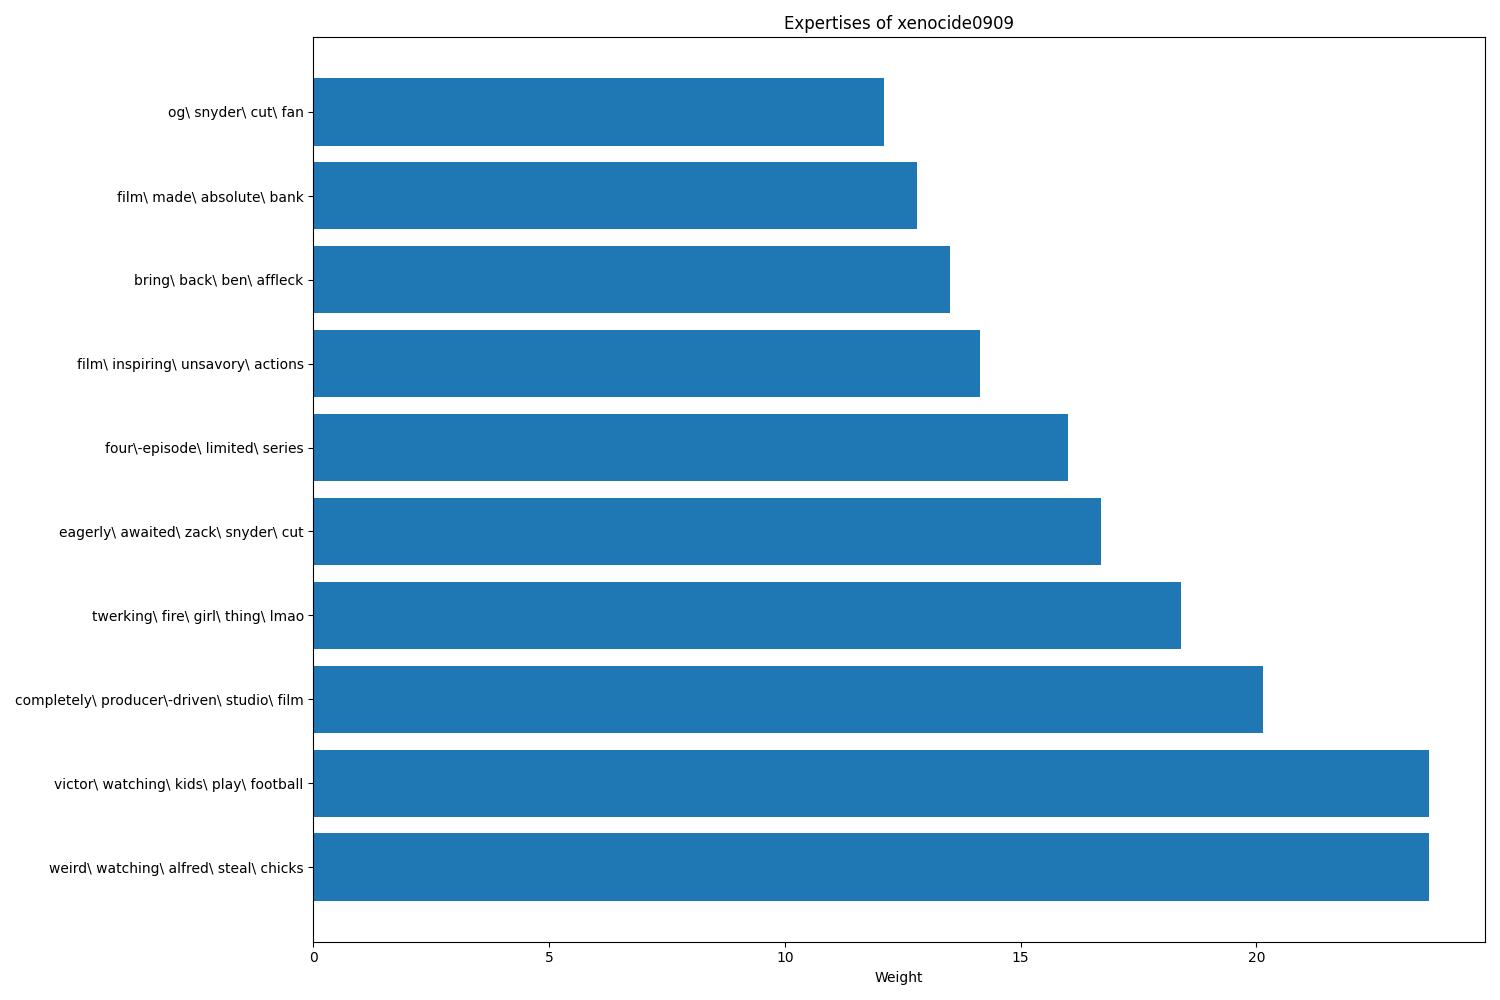 Expertises of xenocide0909
og\ snyder\ cut\ fan
film\ made\ absolute\ bank
bring\ back\ ben\ affleck
film\ inspiring\ unsavory\ actions
four\-episode\ limited\ series
eagerly\ awaited\ zack\ snyder\ cut
twerking\ fire\ girl\ thing\ lmao
completely\ producer\-driven\ studio\ film
victor\ watching\ kids\ play\ football
weird\ watching\ alfred\ steal\ chicks
0 5 10 15 20
Weight